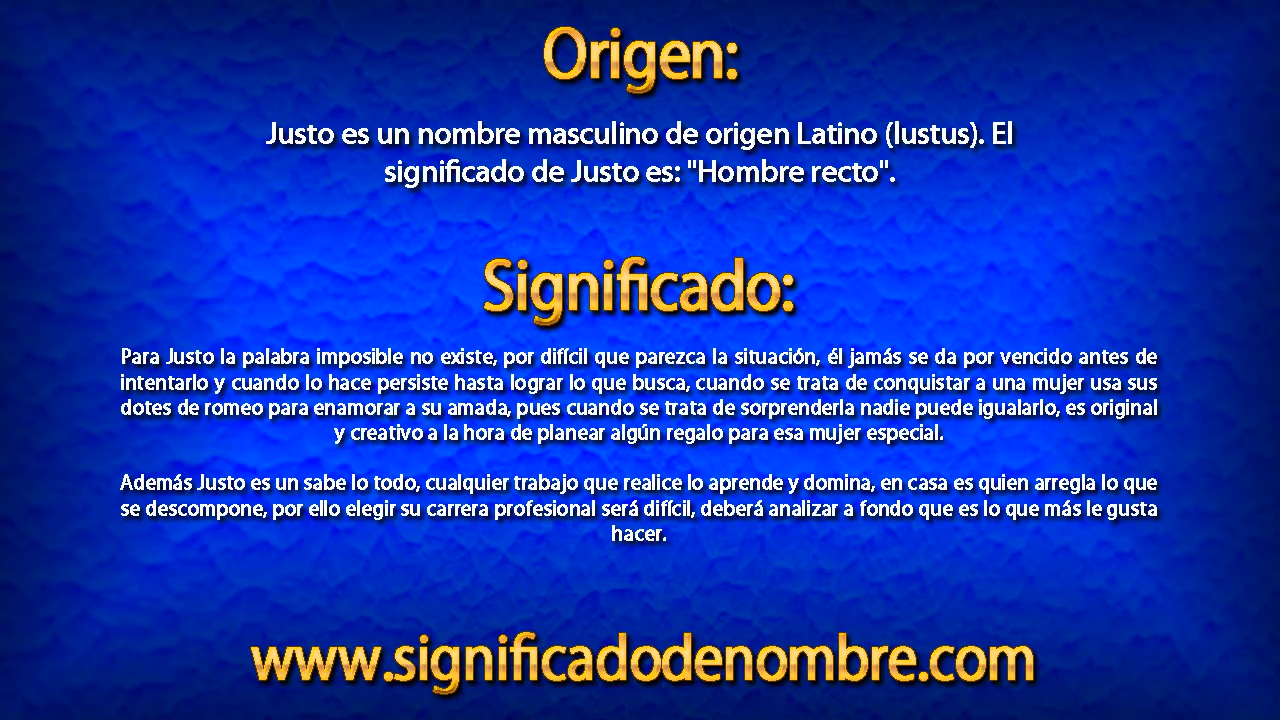 Origen:
Justo es un nombre masculino de origen Latino (lustus). El
significado de Justo es: "Hombre recto".
Significado:
Para Justo la palabra imposible no existe, por difícil que parezca la situación, él jamás se da por vencido antes de
intentarlo y cuando lo hace persiste hasta lograr lo que busca, cuando se trata de conquistar a una mujer usa sus
dotes de romeo para enamorar a su amada, pues cuando se trata de sorprenderla nadie puede igualarlo, es original
y creativo a la hora de planear algún regalo para esa mujer especial.
Además Justo es un sabe lo todo, cualquier trabajo que realice lo aprende y domina, en casa es quien arregla lo que
se descompone, por ello elegir su carrera profesional será difícil, deberá analizar a fondo que es lo que más le gusta
hacer.
www.significadodenombre.com